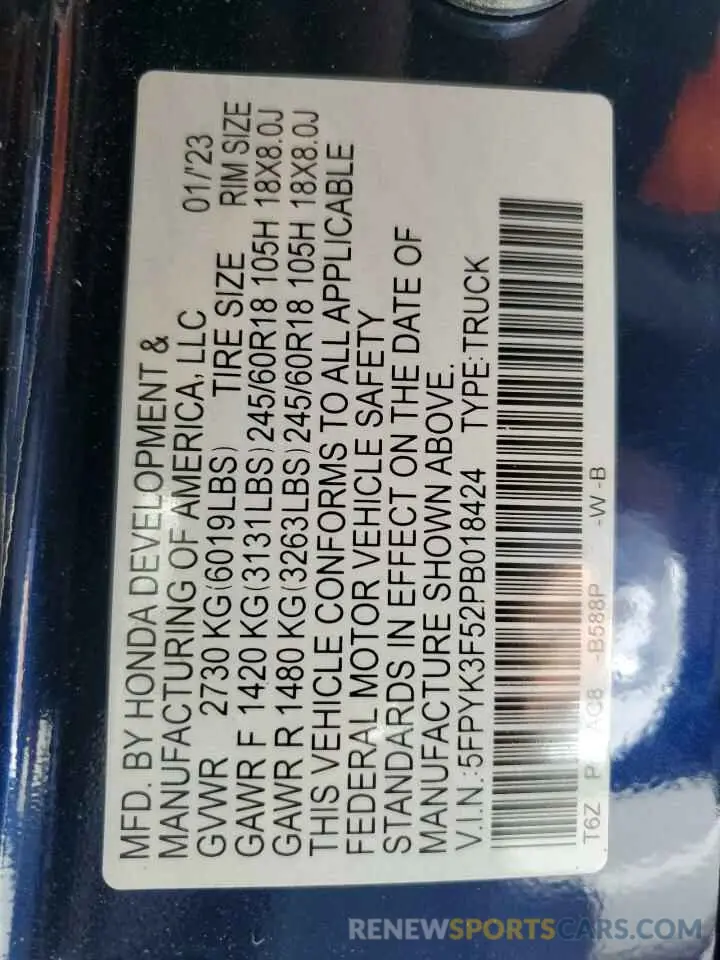 MFD. BY HONDA DEVELOPMENT &
MANUFACTURING OF AMERICA, LLC 01/'23
GVWR 2730 KG(6019LBS) TIRE SIZE RIM SIZE
GAWR F 1420 KG(3131LBS) 245/60R18 105H 18X8.0J
GAWR R 1480 KG(3263LBS) 245/60R18 105H 18X8.0J
THIS VEHICLE CONFORMS TO ALL APPLICABLE
FEDERAL MOTOR VEHICLE SAFETY
STANDARDS IN EFFECT ON THE DATE OF
MANUFACTURE SHOWN ABOVE.
V.I.N.:5FPYK3F52PB018424 TYPE:TRUCK
T6Z -B588P -W -B
RENEWSPORTSCARS.COM